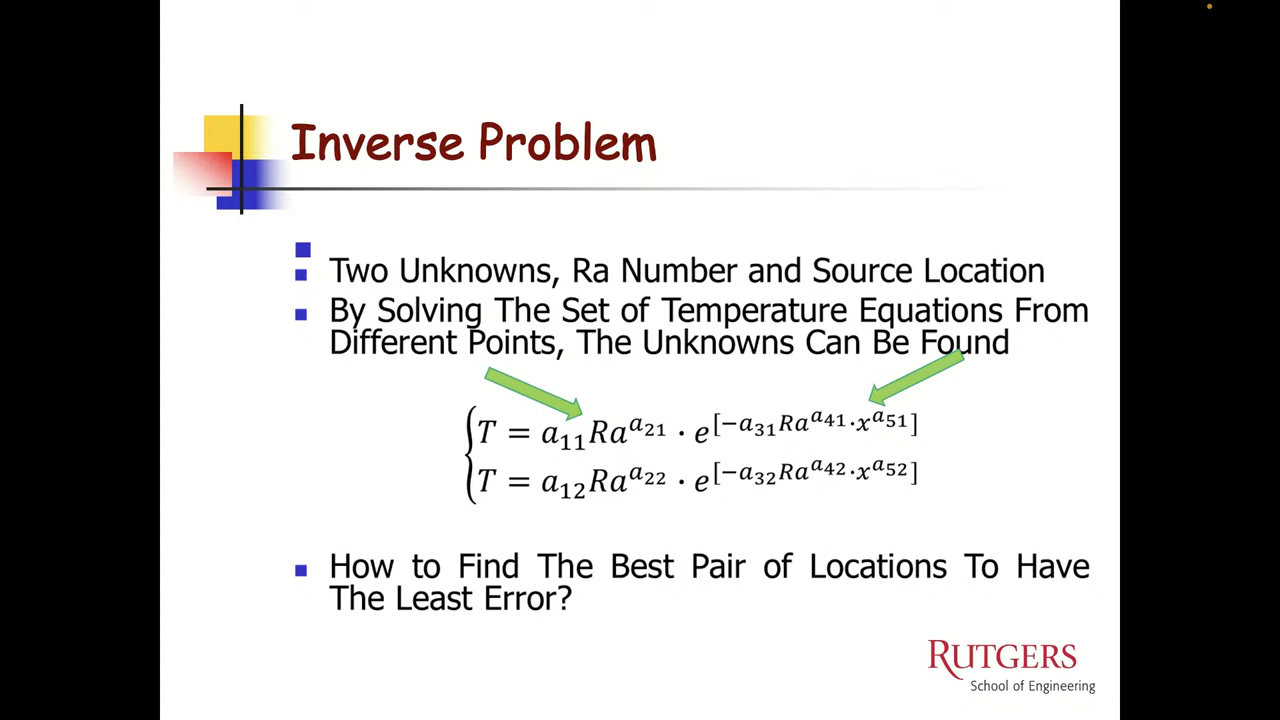 Inverse Problem
Two Unknowns, Ra Number and Source Location
By Solving The Set of Temperature Equations From
Different Points, The Unknowns Can Be Found
T = a₁₁Ra^{a₂₁} · e^{[−a₃₁Ra^{a₄₁}·x^{a₅₁}]}
T = a₁₂Ra^{a₂₂} · e^{[−a₃₂Ra^{a₄₂}·x^{a₅₂}]}
How to Find The Best Pair of Locations To Have
The Least Error?
RUTGERS
School of Engineering